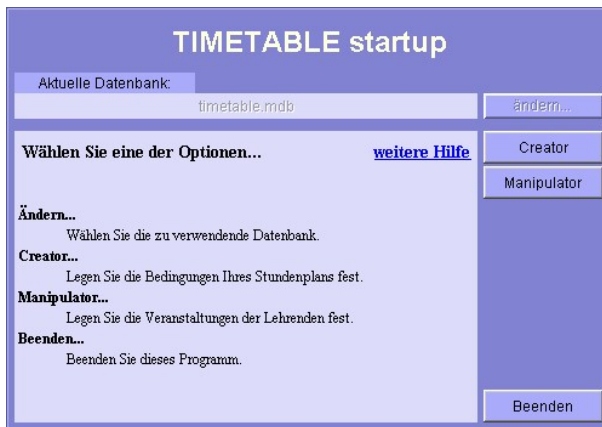 TIMETABLE startup
Aktuelle Datenbank:
timetable.mdb
ändern...
Wählen Sie eine der Optionen...
weitere Hilfe
Creator
Manipulator
Ändern...
Wählen Sie die zu verwendende Datenbank.
Creator...
Legen Sie die Bedingungen Ihres Stundenplans fest.
Manipulator...
Legen Sie die Veranstaltungen der Lehrenden fest.
Beenden...
Beenden Sie dieses Programm.
Beenden